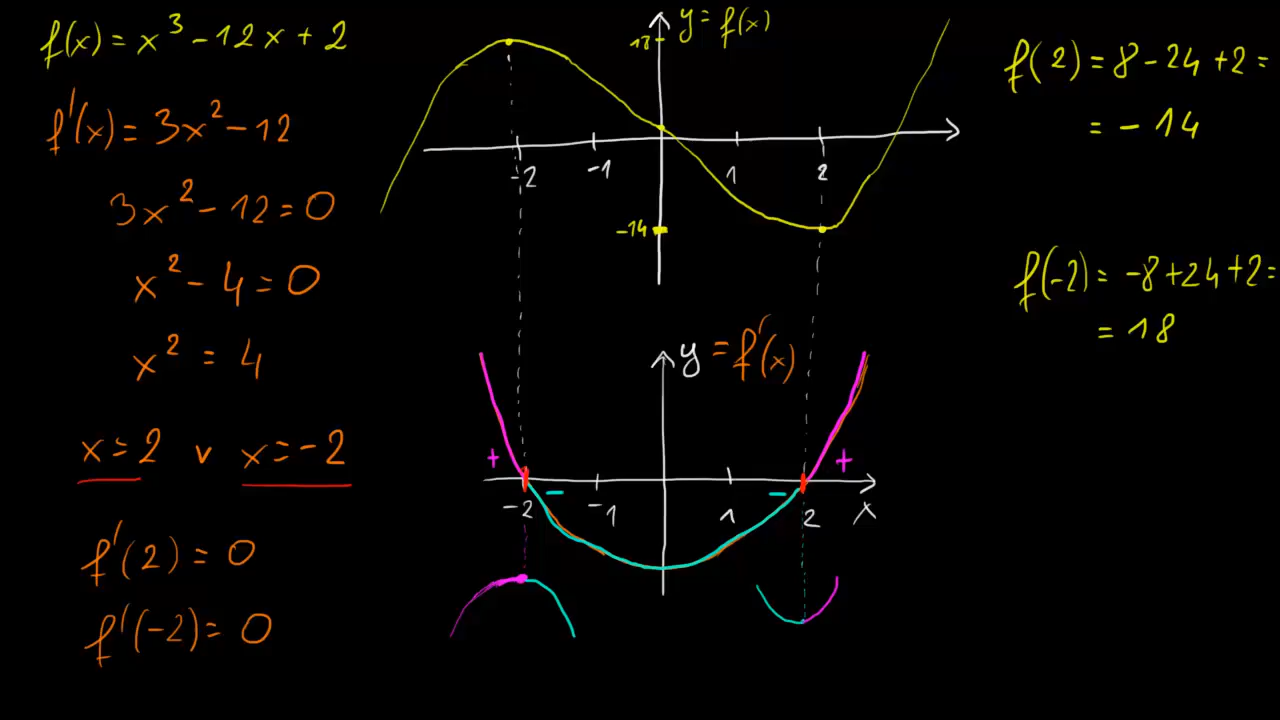 f(x) = x³ - 12x + 2
f'(x) = 3x² - 12
3x² - 12 = 0
x² - 4 = 0
x² = 4
x = 2 v x = -2
f'(2) = 0
f'(-2) = 0
y = f(x)
18
-2 -1 1 2
-14
y = f'(x)
+ - - +
-2 -1 1 2 x
f(2) = 8 - 24 + 2 =
= -14
f(-2) = -8 + 24 + 2 =
= 18